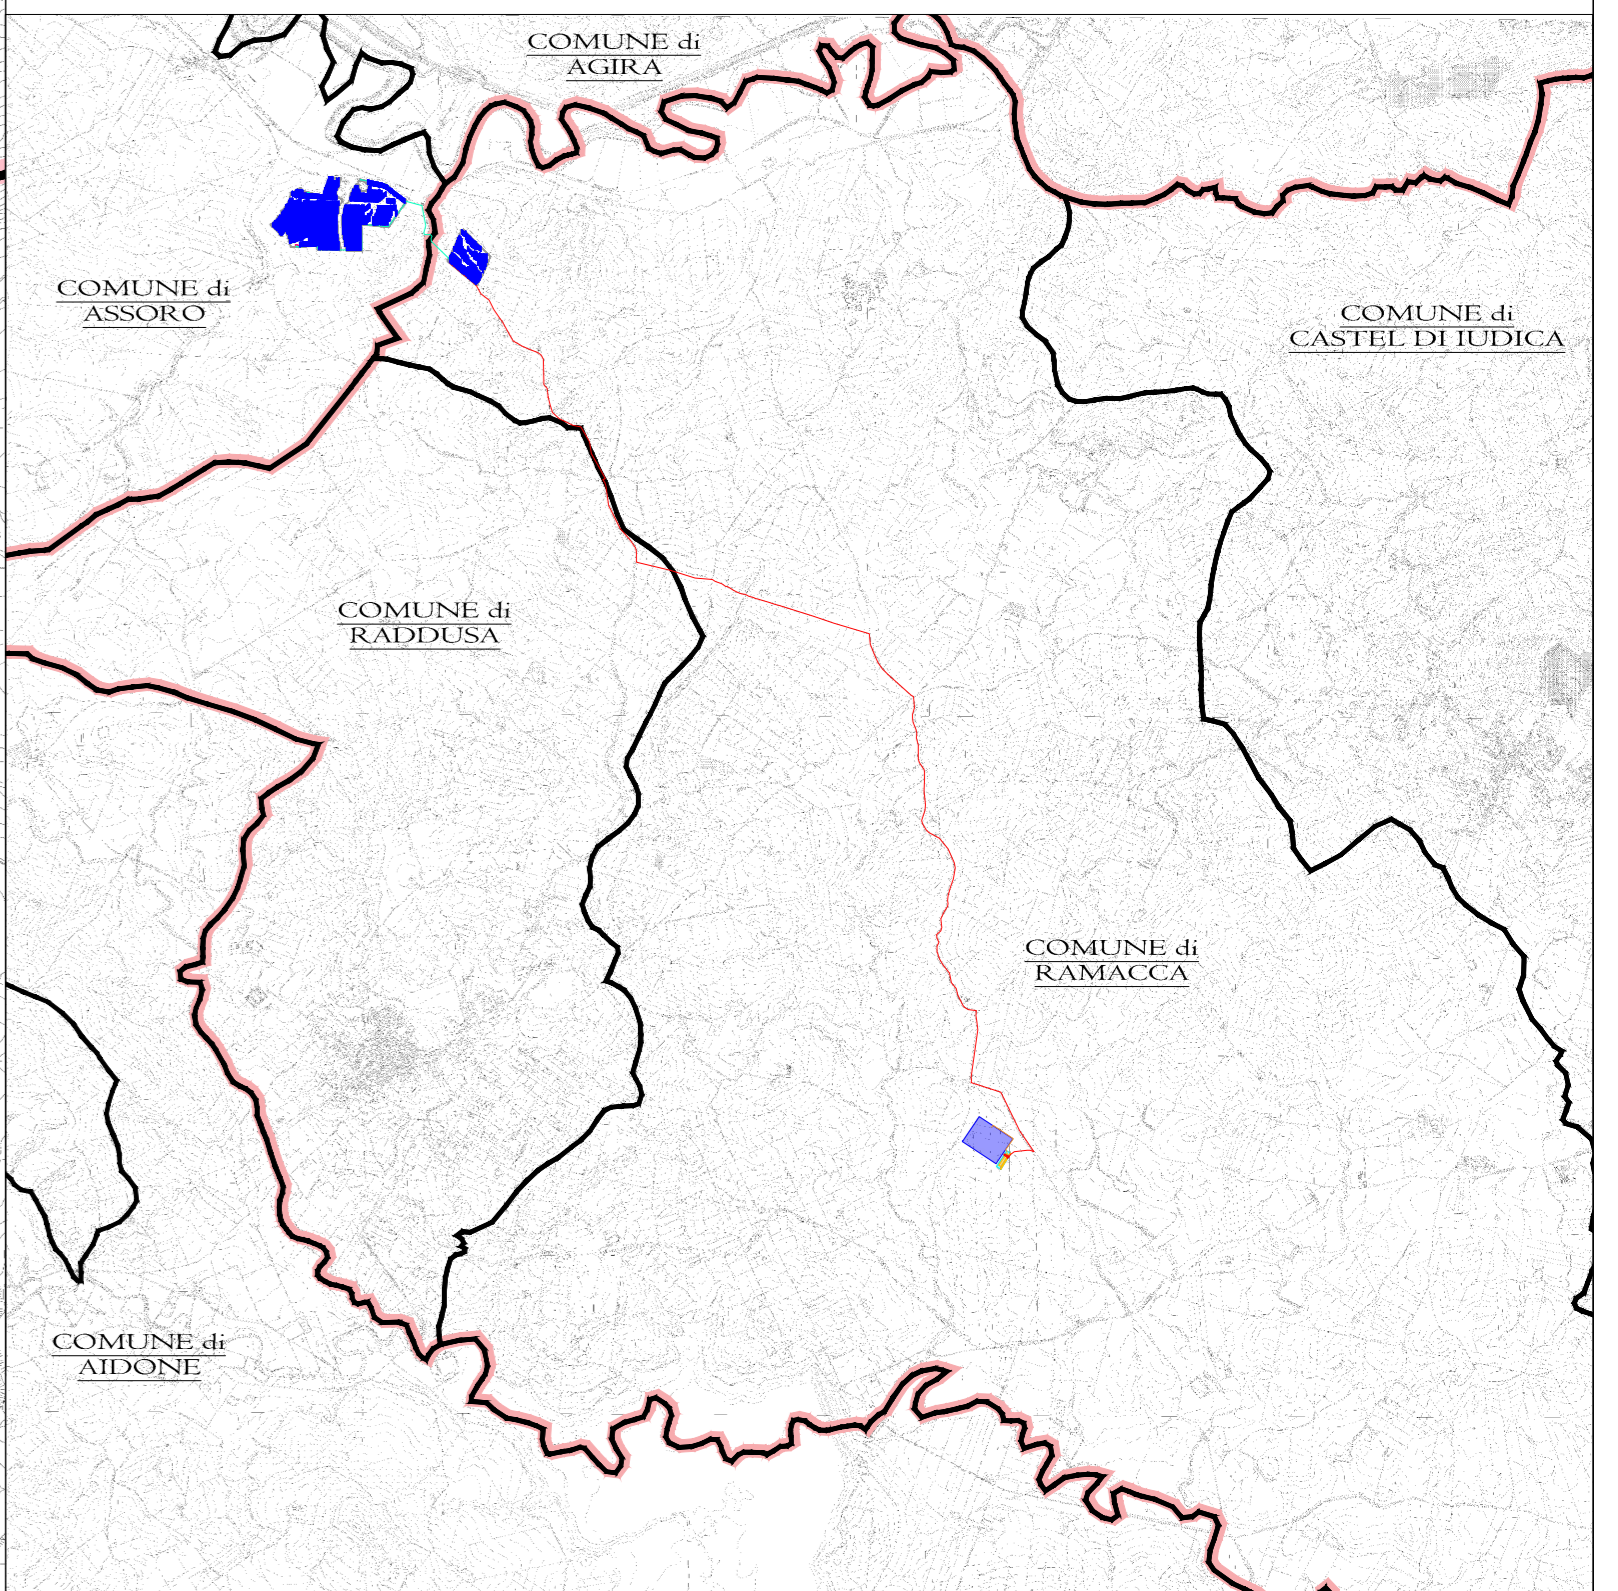 COMUNE di
AGIRA
COMUNE di
ASSORO
COMUNE di
CASTEL DI IUDICA
COMUNE di
RADDUSA
COMUNE di
RAMACCA
COMUNE di
AIDONE